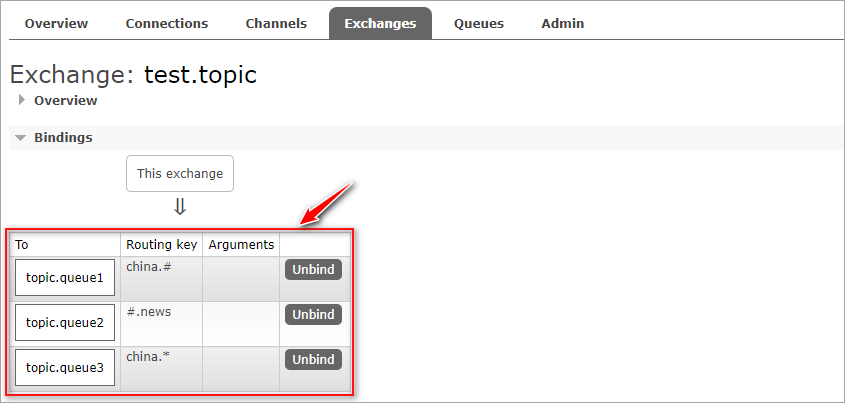 Overview Connections Channels Exchanges Queues Admin
Exchange: test.topic
Overview
Bindings
This exchange
⇓
To Routing key Arguments
topic.queue1 china.# Unbind
topic.queue2 #.news Unbind
topic.queue3 china.* Unbind